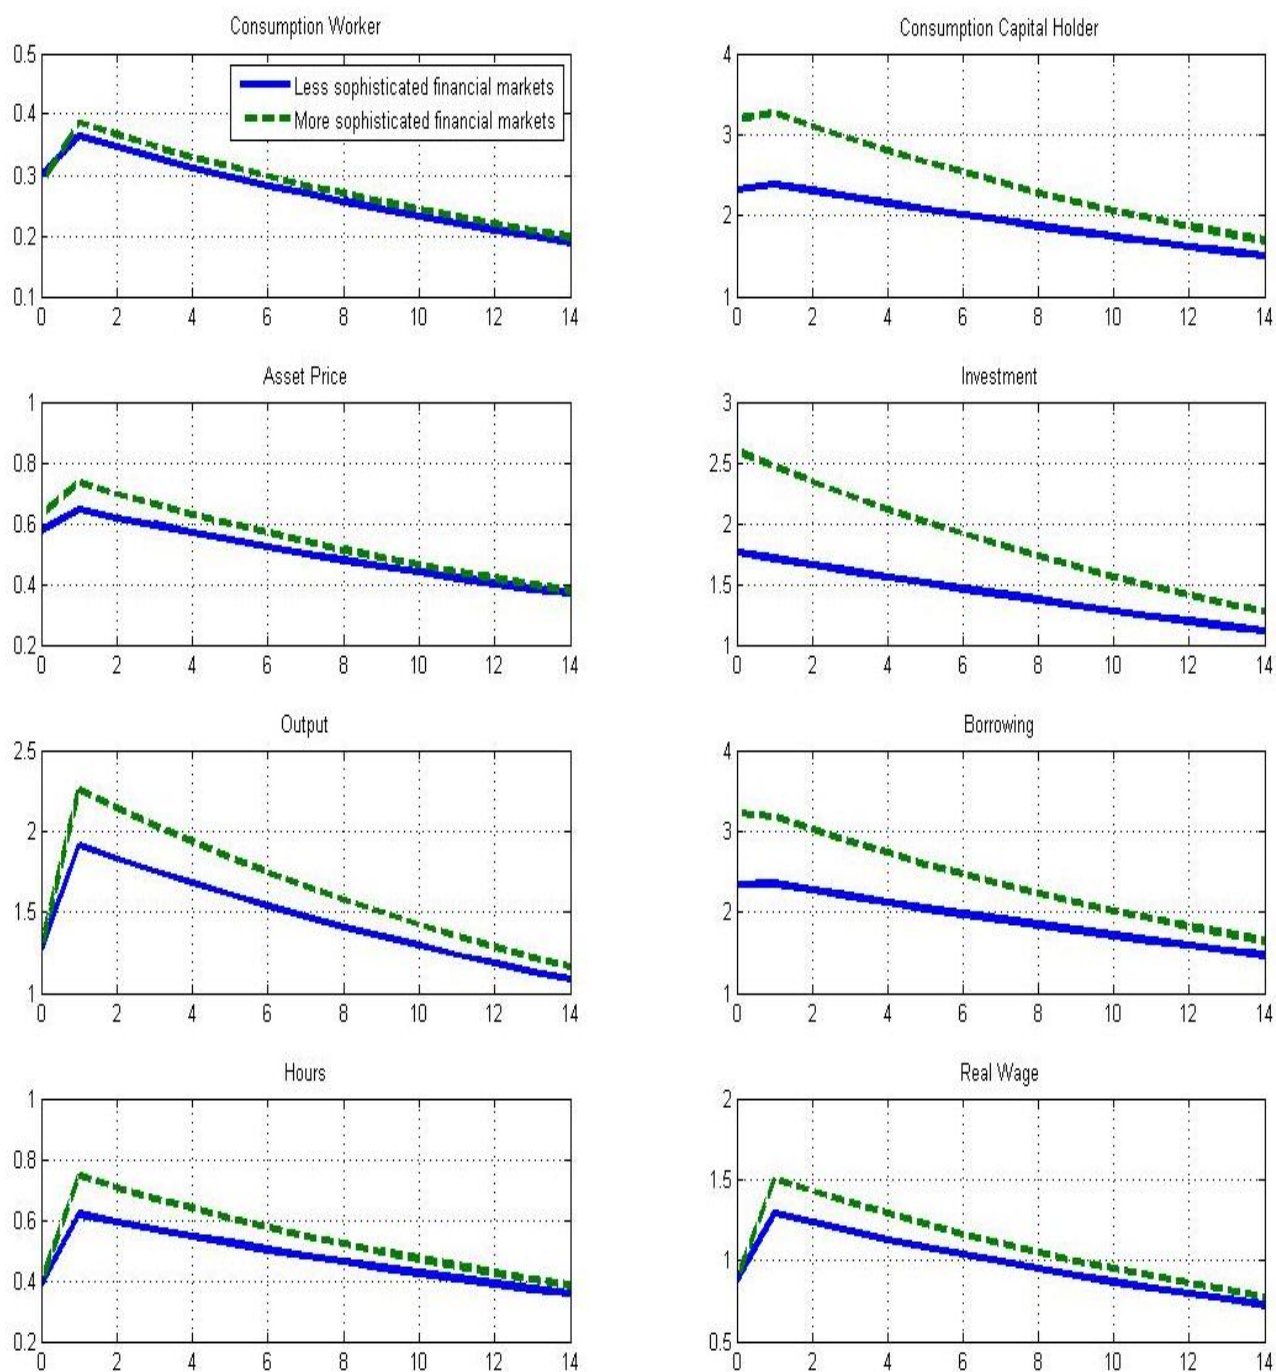 Consumption Worker
0.5
0.4
0.3
0.2
0.1
0 2 4 6 8 10 12 14
Less sophisticated financial markets
More sophisticated financial markets
Consumption Capital Holder
4
3
2
1
0 2 4 6 8 10 12 14
Asset Price
1
0.8
0.6
0.4
0.2
0 2 4 6 8 10 12 14
Investment
3
2.5
2
1.5
1
0 2 4 6 8 10 12 14
Output
2.5
2
1.5
1
0 2 4 6 8 10 12 14
Borrowing
4
3
2
1
0 2 4 6 8 10 12 14
Hours
1
0.8
0.6
0.4
0.2
0 2 4 6 8 10 12 14
Real Wage
2
1.5
1
0.5
0 2 4 6 8 10 12 14